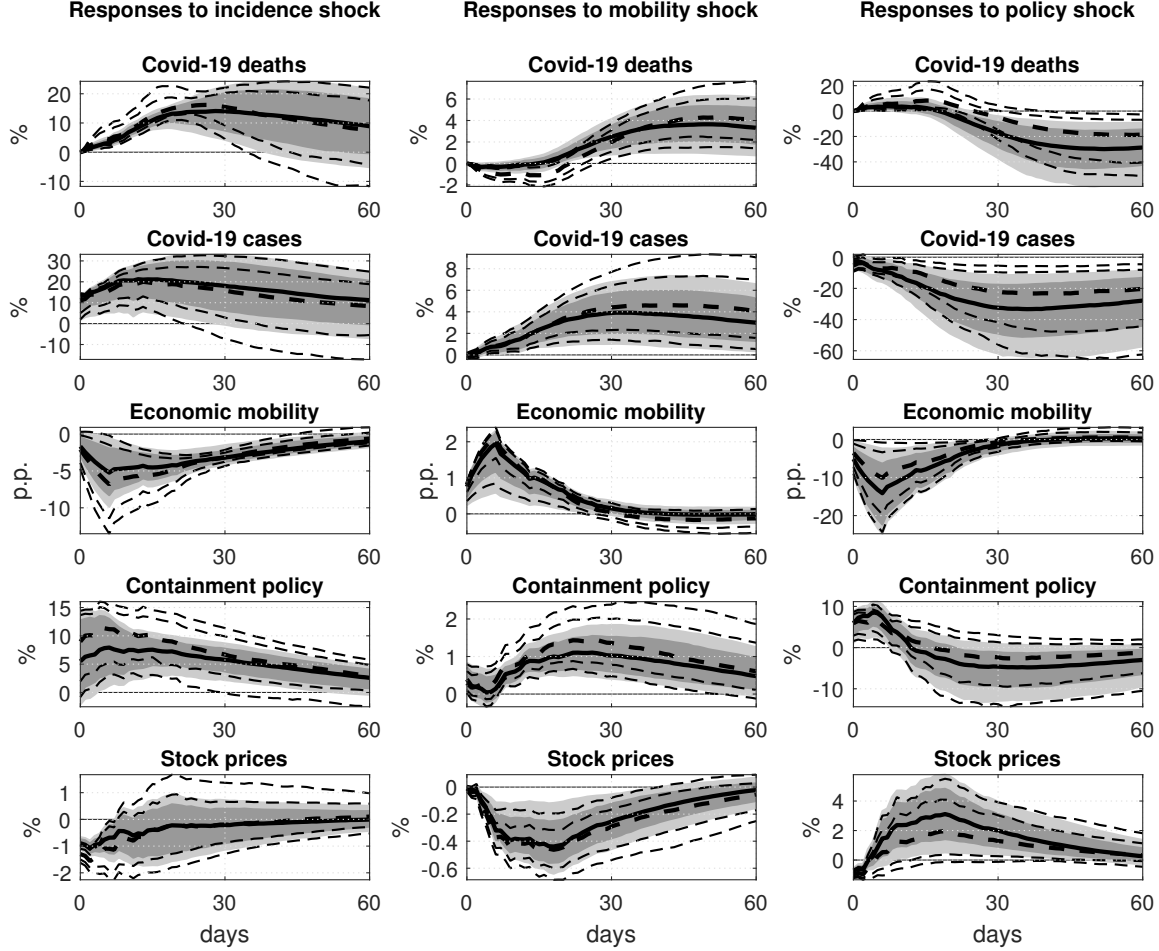 Responses to incidence shock Responses to mobility shock Responses to policy shock
Covid-19 deaths Covid-19 deaths Covid-19 deaths
20
10
0
-10
%
0 30 60
6
4
2
0
-2
%
0 30 60
20
0
-20
-40
%
0 30 60
Covid-19 cases Covid-19 cases Covid-19 cases
30
20
10
0
-10
%
0 30 60
8
6
4
2
0
%
0 30 60
0
-20
-40
-60
%
0 30 60
Economic mobility Economic mobility Economic mobility
0
-5
-10
p.p.
0 30 60
2
1
0
p.p.
0 30 60
0
-10
-20
p.p.
0 30 60
Containment policy Containment policy Containment policy
15
10
5
0
%
0 30 60
2
1
0
%
0 30 60
10
0
-10
%
0 30 60
Stock prices Stock prices Stock prices
1
0
-1
-2
%
0 30 60
days
0
-0.2
-0.4
-0.6
%
0 30 60
days
4
2
0
%
0 30 60
days